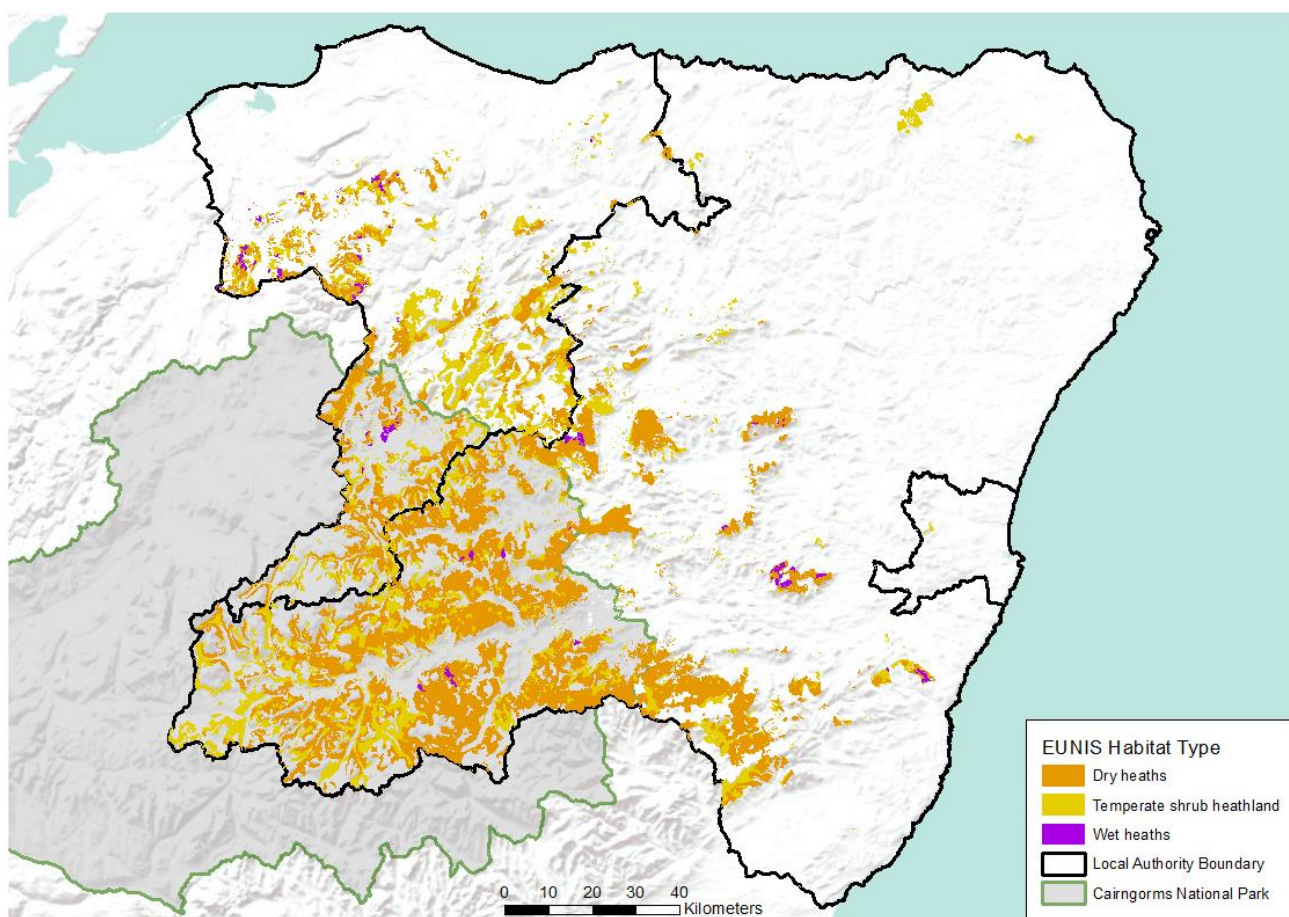 EUNIS Habitat Type
Dry heaths
Temperate shrub heathland
Wet heaths
Local Authority Boundary
Cairngorms National Park
0 10 20 30 40
Kilometers